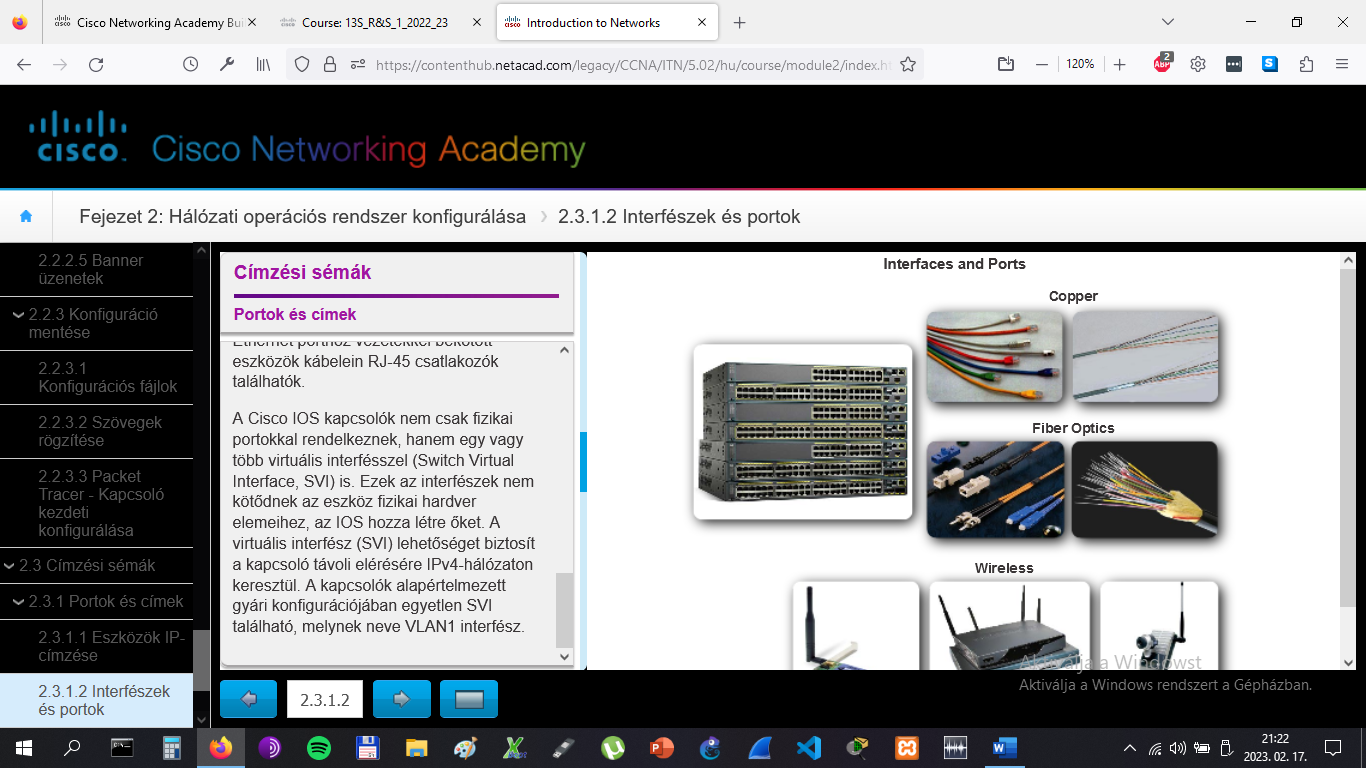 Cisco Networking Academy Bui
Course: 13S_R&S_1_2022_23
Introduction to Networks
https://contenthub.netacad.com/legacy/CCNA/ITN/5.02/hu/course/module2/index.ht
120%
ABP
2
S
CISCO
Cisco Networking Academy
Fejezet 2: Hálózati operációs rendszer konfigurálása
2.3.1.2 Interfészek és portok
2.2.2.5 Banner
üzenetek
2.2.3 Konfiguráció
mentése
2.2.3.1
Konfigurációs fájlok
2.2.3.2 Szövegek
rögzítése
2.2.3.3 Packet
Tracer - Kapcsoló
kezdeti
konfigurálása
2.3 Címzési sémák
2.3.1 Portok és címek
2.3.1.1 Eszközök IP-
címzése
2.3.1.2 Interfészek
és portok
Címzési sémák
Portok és címek
Ethernet porthoz vezetékkel bekötött
eszközök kábelein RJ-45 csatlakozók
találhatók.
A Cisco IOS kapcsolók nem csak fizikai
portokkal rendelkeznek, hanem egy vagy
több virtuális interfésszel (Switch Virtual
Interface, SVI) is. Ezek az interfészek nem
kötődnek az eszköz fizikai hardver
elemeihez, az IOS hozza létre őket. A
virtuális interfész (SVI) lehetőséget biztosít
a kapcsoló távoli elérésére IPv4-hálózaton
keresztül. A kapcsolók alapértelmezett
gyári konfigurációjában egyetlen SVI
található, melynek neve VLAN1 interfész.
Interfaces and Ports
Copper
Fiber Optics
Wireless
Aktiválja a Windowst
Aktiválja a Windows rendszert a Gépházban.
2.3.1.2
21:22
2023. 02. 17.